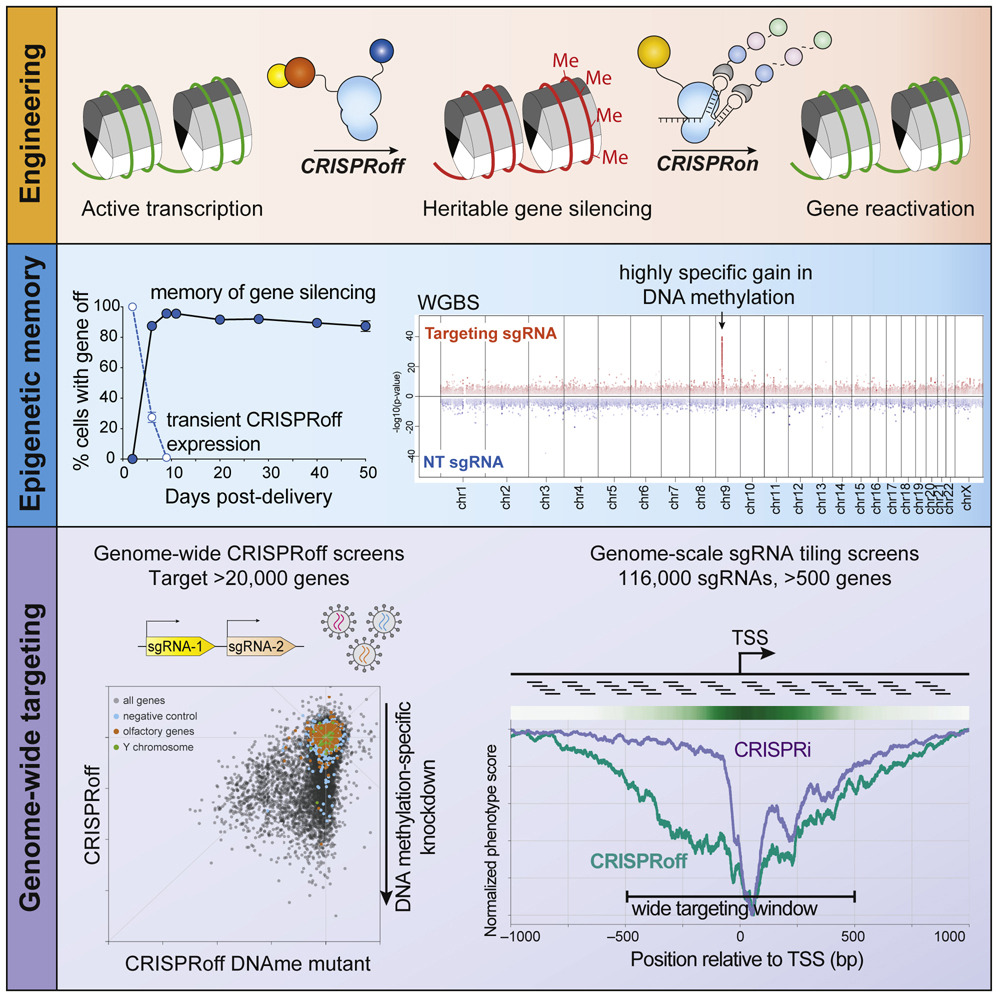 Engineering
Me
Me
Me
Me
CRISPRoff
CRISPRon
Active transcription
Heritable gene silencing
Gene reactivation
Epigenetic memory
% cells with gene off
100
80
60
40
20
0
memory of gene silencing
transient CRISPRoff
expression
0
10
20
30
40
50
Days post-delivery
highly specific gain in
DNA methylation
WGBS
Targeting sgRNA
NT sgRNA
-log10(p-value)
40
20
0
-20
-40
chr1
chr2
chr3
chr4
chr5
chr6
chr7
chr8
chr9
chr10
chr11
chr12
chr13
chr14
chr15
chr16
chr17
chr18
chr19
chr20
chr21
chr22
chrX
Genome-wide targeting
Genome-wide CRISPRoff screens
Target >20,000 genes
sgRNA-1
sgRNA-2
all genes
negative control
olfactory genes
Y chromosome
CRISPRoff
CRISPRoff DNAme mutant
DNA methylation-specific
knockdown
Genome-scale sgRNA tiling screens
116,000 sgRNAs, >500 genes
TSS
Normalized phenotype score
CRISPRi
CRISPRoff
wide targeting window
−1000
−500
0
500
1000
Position relative to TSS (bp)